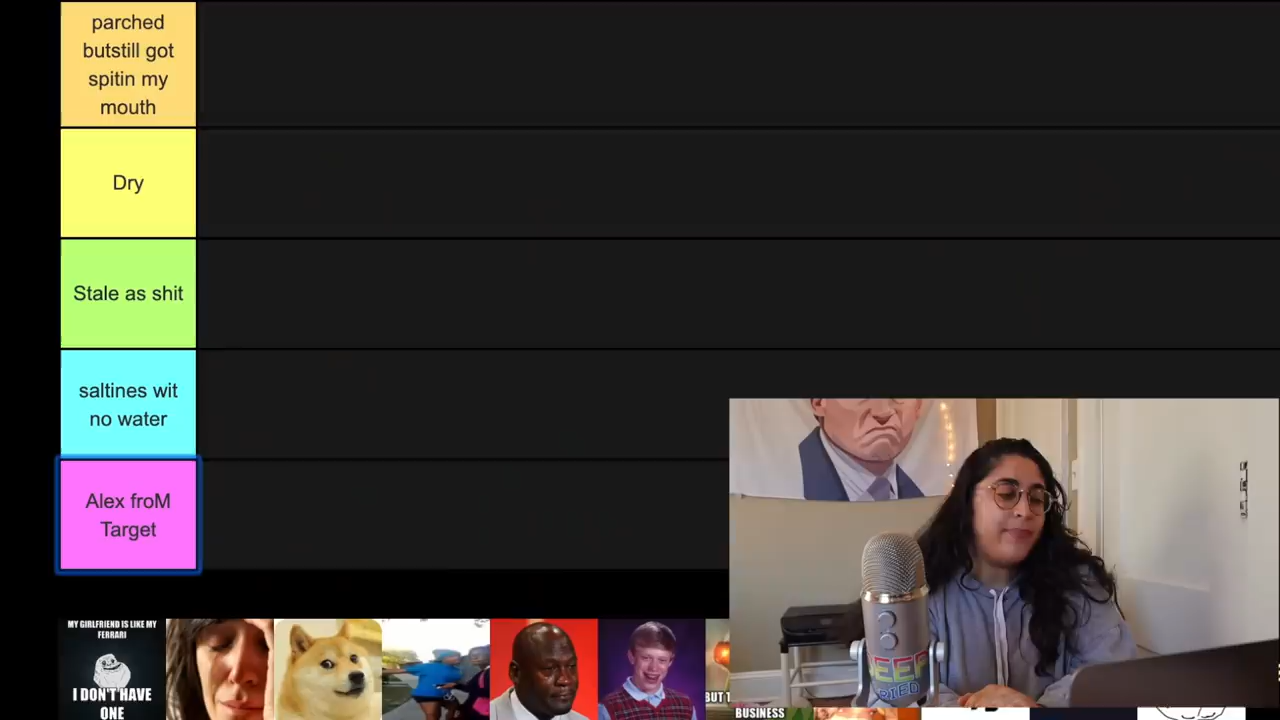 parched
butstill got
spitin my
mouth
Dry
Stale as shit
saltines wit
no water
Alex froM
Target
MY GIRLFRIEND IS LIKE MY
FERRARI
I DON'T HAVE
ONE
BUT
BUSINESS